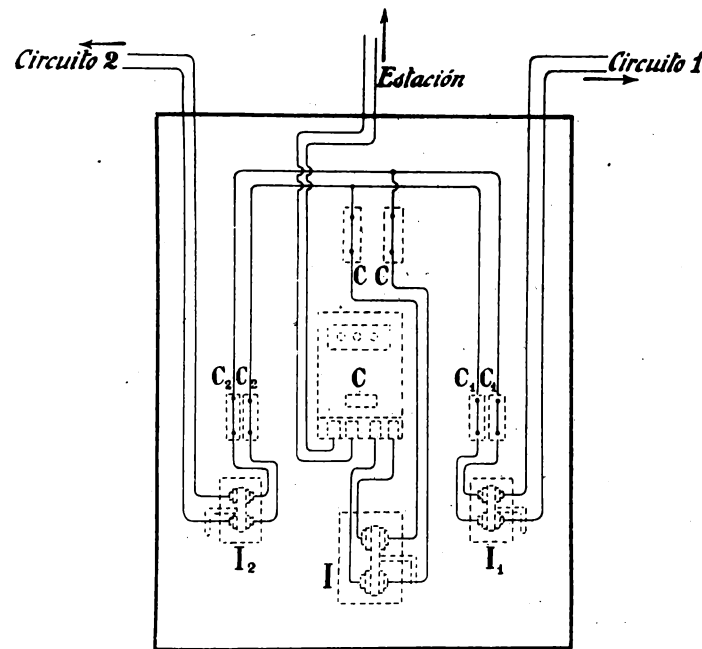 Circuito 2
Estación
Circuito 1
C C
C
C₂ C₂
C₁ C₁
I₂
I
I₁